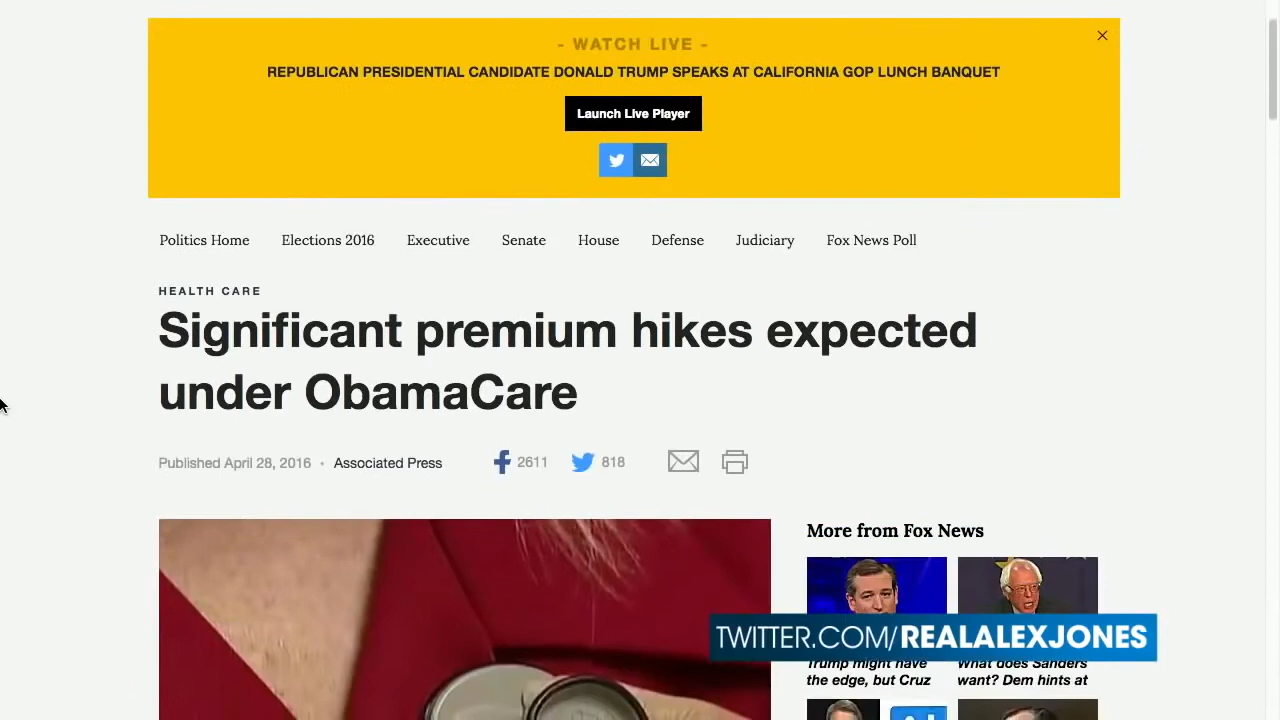 - WATCH LIVE -
REPUBLICAN PRESIDENTIAL CANDIDATE DONALD TRUMP SPEAKS AT CALIFORNIA GOP LUNCH BANQUET
Launch Live Player
Politics Home Elections 2016 Executive Senate House Defense Judiciary Fox News Poll
HEALTH CARE
Significant premium hikes expected
under ObamaCare
Published April 28, 2016 • Associated Press 2611 818
More from Fox News
TWITTER.COM/REALALEXJONES
Trump might have
the edge, but Cruz
What does Sanders
want? Dem hints at